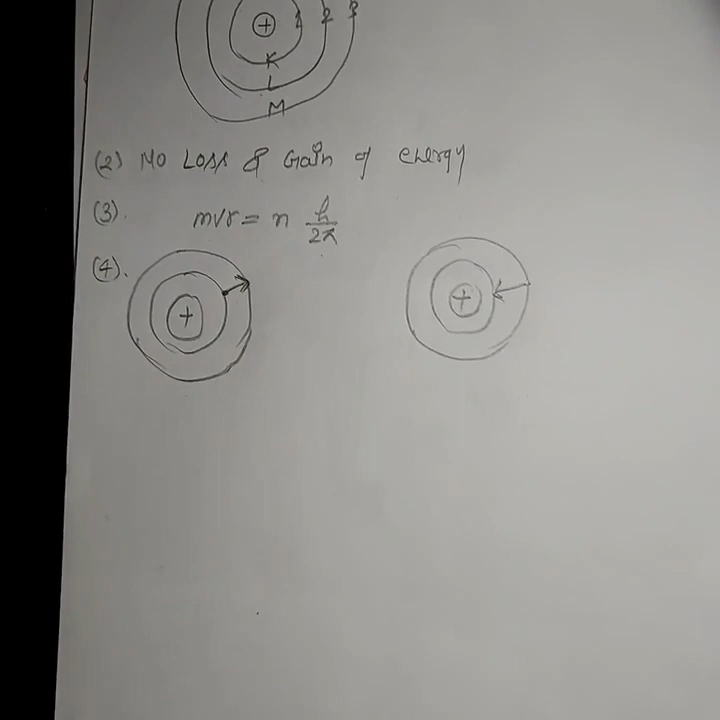 + 1 2 3
K
L
M
(2) No Loss & Gain of energy
(3). mvr = n h/2π
(4).
+ +